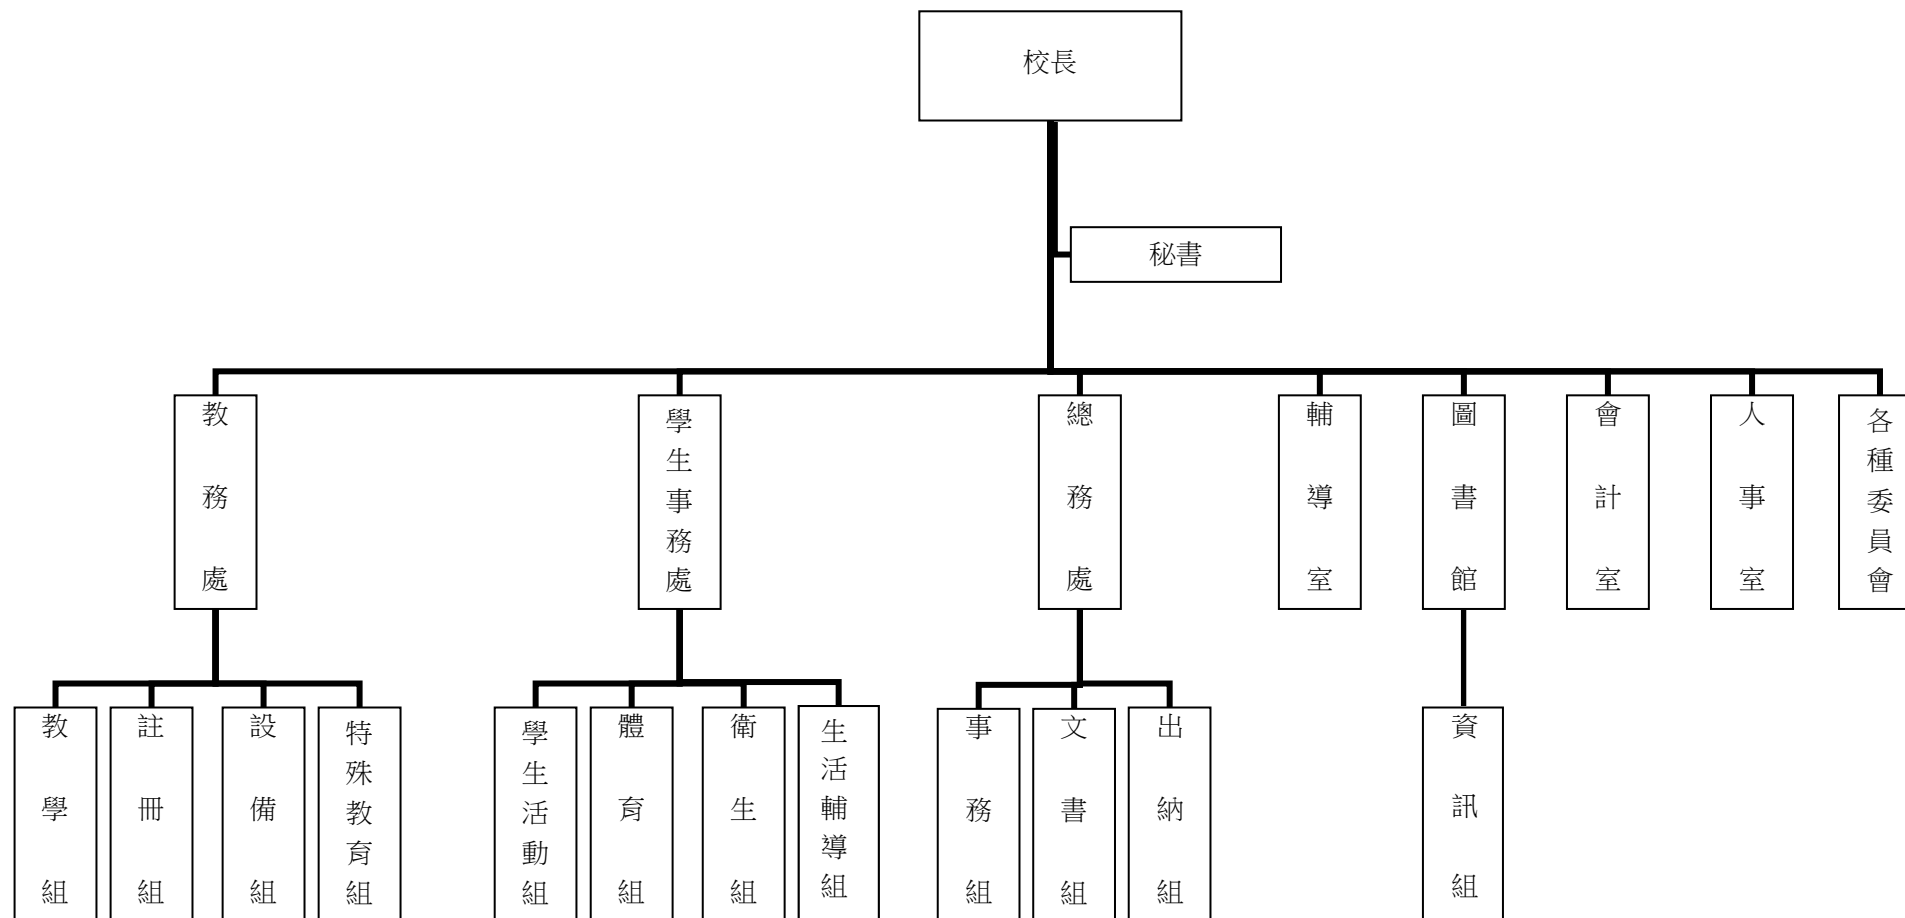 校長
秘書
教務處
學生事務處
總務處
輔導室
圖書館
會計室
人事室
各種委員會
教學組
註冊組
設備組
特殊教育組
學生活動組
體育組
衛生組
生活輔導組
事務組
文書組
出納組
資訊組